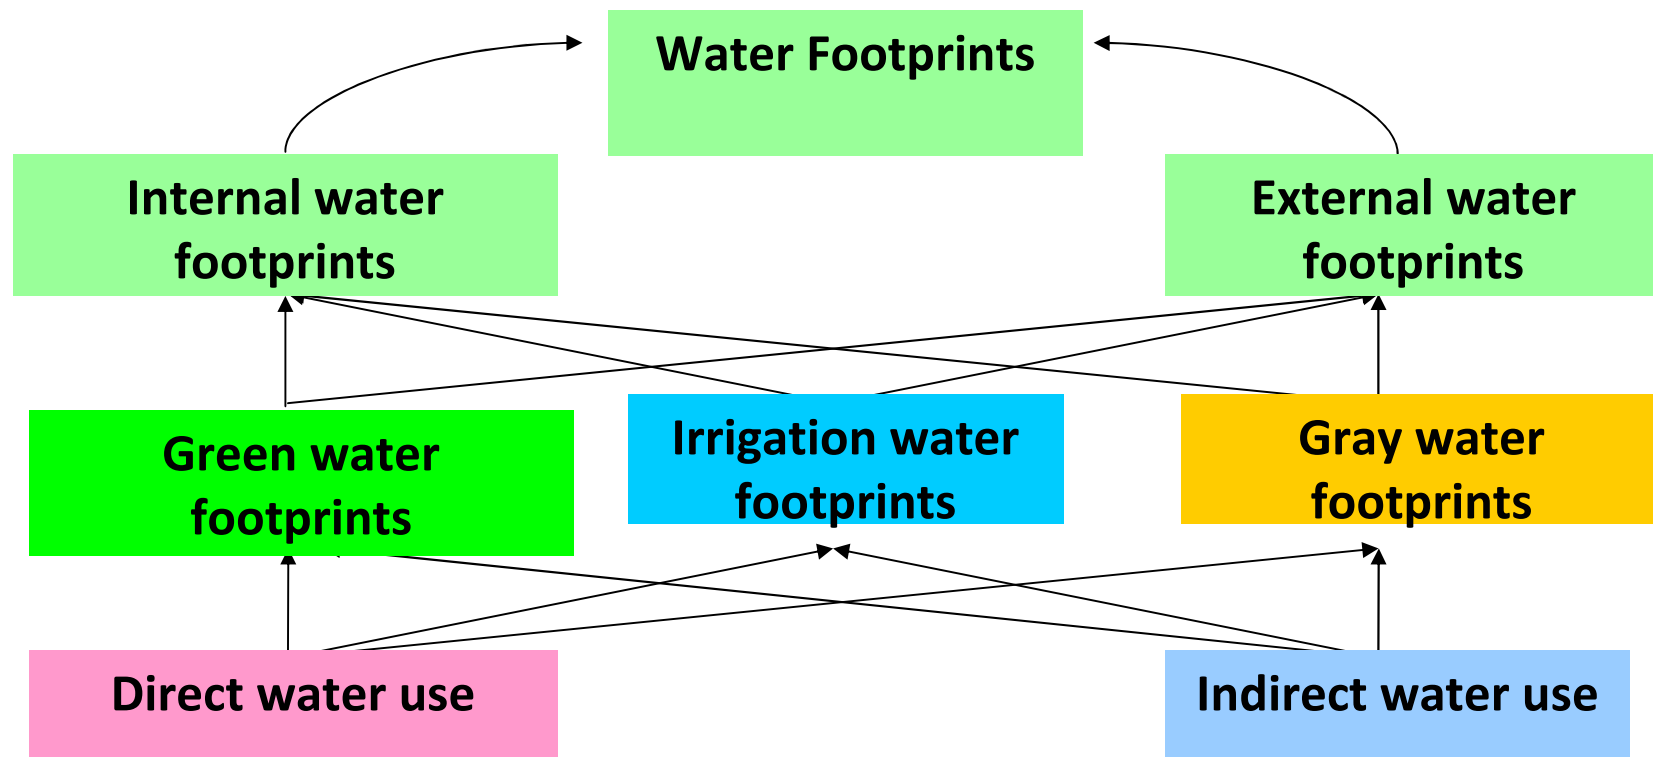 Water Footprints
Internal water
footprints
External water
footprints
Green water
footprints
Irrigation water
footprints
Gray water
footprints
Direct water use
Indirect water use